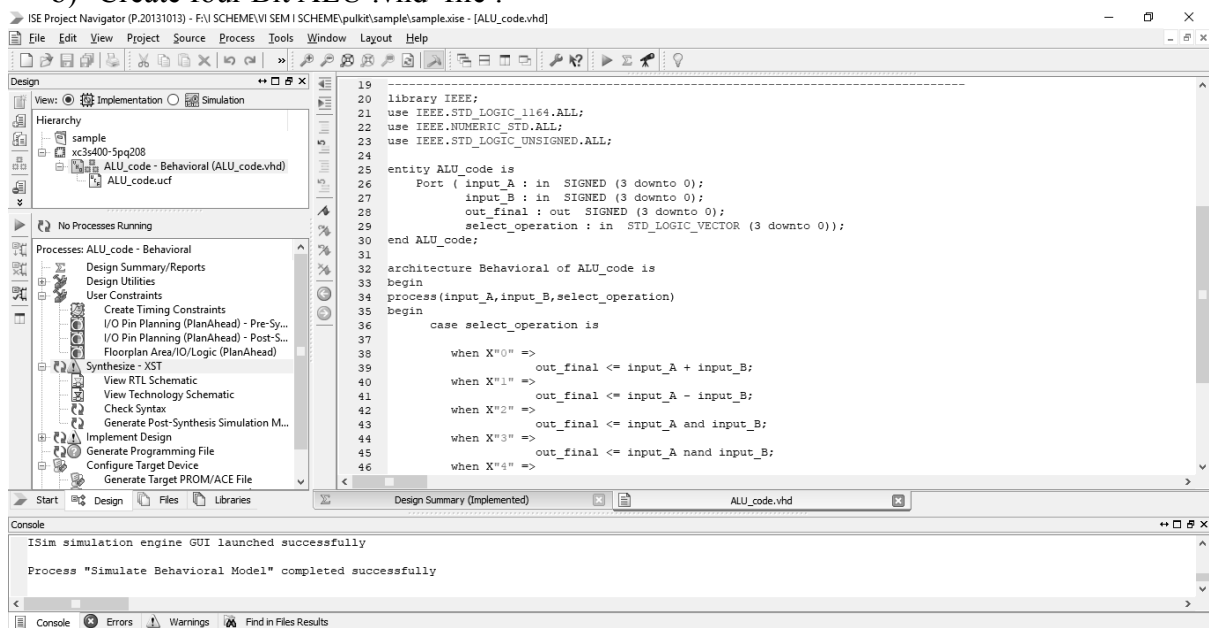 b) Create four Bit ALU .vhd file :
ISE Project Navigator (P.20131013) - F:\I SCHEME\VI SEM I SCHEME\pulkit\sample\sample.xise - [ALU_code.vhd]
File Edit View Project Source Process Tools Window Layout Help
Design
View: Implementation Simulation
Hierarchy
sample
xc3s400-5pq208
ALU_code - Behavioral (ALU_code.vhd)
ALU_code.ucf
No Processes Running
Processes: ALU_code - Behavioral
Design Summary/Reports
Design Utilities
User Constraints
Create Timing Constraints
I/O Pin Planning (PlanAhead) - Pre-Sy...
I/O Pin Planning (PlanAhead) - Post-S...
Floorplan Area/IO/Logic (PlanAhead)
Synthesize - XST
View RTL Schematic
View Technology Schematic
Check Syntax
Generate Post-Synthesis Simulation M...
Implement Design
Generate Programming File
Configure Target Device
Generate Target PROM/ACE File
Start Design Files Libraries
19 --------------------------------------------------------------------------------
20 library IEEE;
21 use IEEE.STD_LOGIC_1164.ALL;
22 use IEEE.NUMERIC_STD.ALL;
23 use IEEE.STD_LOGIC_UNSIGNED.ALL;
24
25 entity ALU_code is
26 Port ( input_A : in SIGNED (3 downto 0);
27 input_B : in SIGNED (3 downto 0);
28 out_final : out SIGNED (3 downto 0);
29 select_operation : in STD_LOGIC_VECTOR (3 downto 0));
30 end ALU_code;
31
32 architecture Behavioral of ALU_code is
33 begin
34 process(input_A,input_B,select_operation)
35 begin
36 case select_operation is
37
38 when X"0" =>
39 out_final <= input_A + input_B;
40 when X"1" =>
41 out_final <= input_A - input_B;
42 when X"2" =>
43 out_final <= input_A and input_B;
44 when X"3" =>
45 out_final <= input_A nand input_B;
46 when X"4" =>
Design Summary (Implemented) ALU_code.vhd
Console
ISim simulation engine GUI launched successfully
Process "Simulate Behavioral Model" completed successfully
Console Errors Warnings Find in Files Results